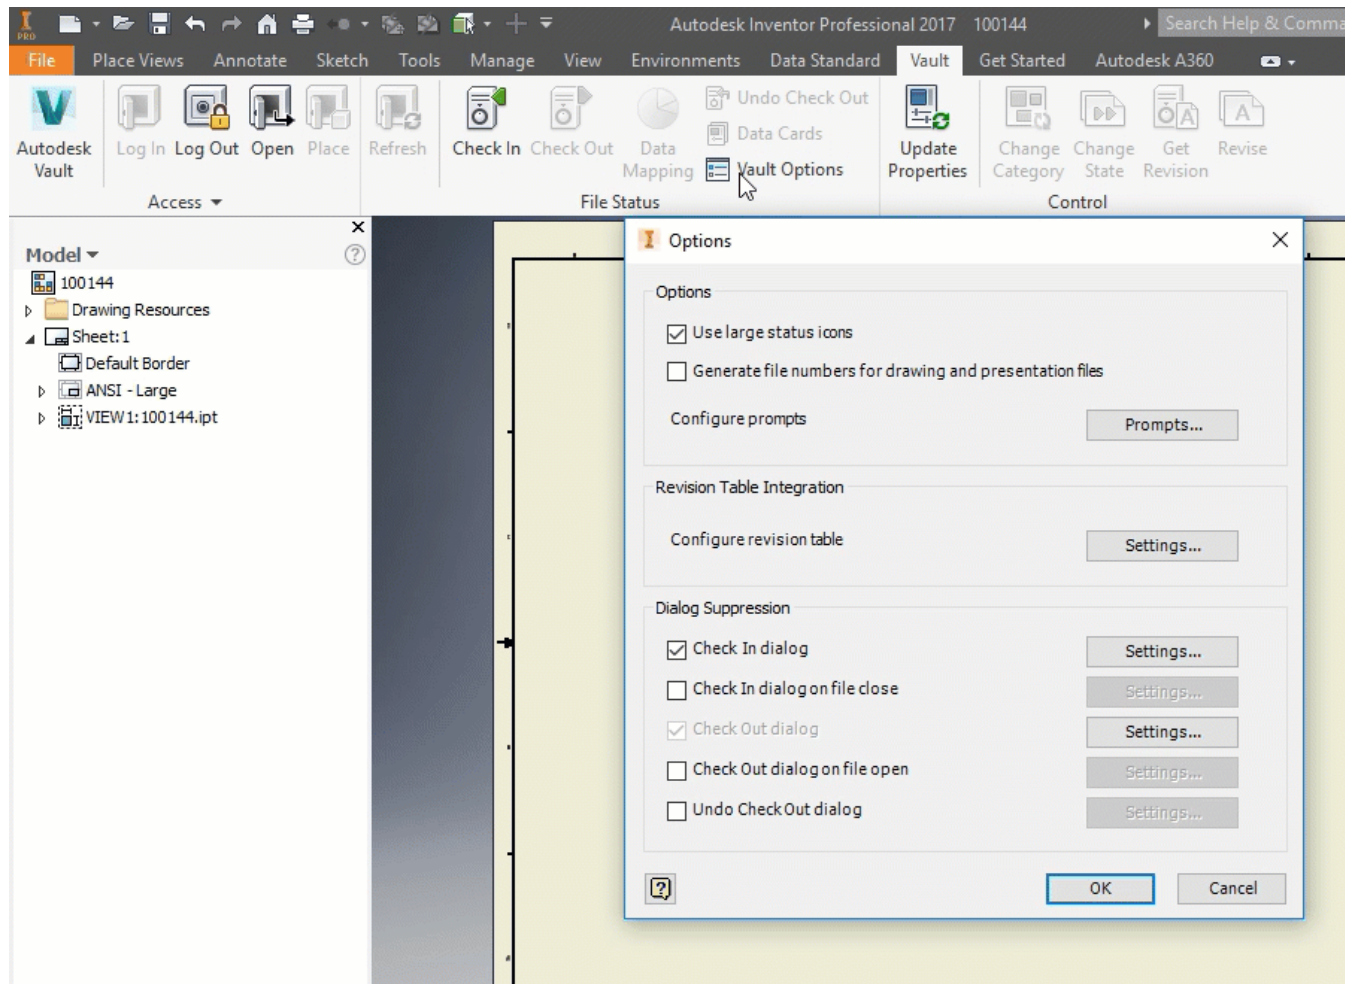 PRO
Autodesk Inventor Professional 2017 100144
Search Help & Comma
File Place Views Annotate Sketch Tools Manage View Environments Data Standard Vault Get Started Autodesk A360
Autodesk Vault
Log In
Log Out
Open
Place
Refresh
Check In
Check Out
Data Mapping
Undo Check Out
Data Cards
Vault Options
Update Properties
Change Category
Change State
Get Revision
Revise
Access
File Status
Control
Model
100144
Drawing Resources
Sheet:1
Default Border
ANSI - Large
VIEW1:100144.ipt
Options
Options
Use large status icons
Generate file numbers for drawing and presentation files
Configure prompts
Prompts...
Revision Table Integration
Configure revision table
Settings...
Dialog Suppression
Check In dialog
Settings...
Check In dialog on file close
Settings...
Check Out dialog
Settings...
Check Out dialog on file open
Settings...
Undo Check Out dialog
Settings...
OK
Cancel